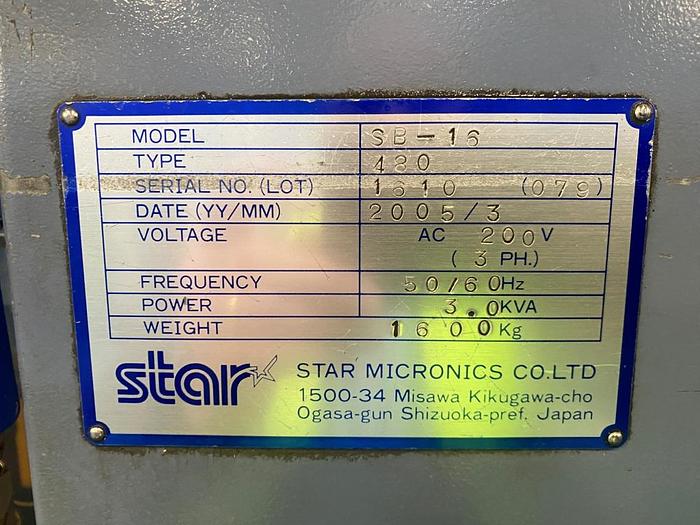 MODEL SB-16
TYPE 480
SERIAL NO. (LOT) 1610 (079)
DATE (YY/MM) 2005/3
VOLTAGE AC 200V
(3 PH.)
FREQUENCY 50/60Hz
POWER 3.0KVA
WEIGHT 1600Kg
star STAR MICRONICS CO.LTD
1500-34 Misawa Kikugawa-cho
Ogasa-gun Shizuoka-pref. Japan